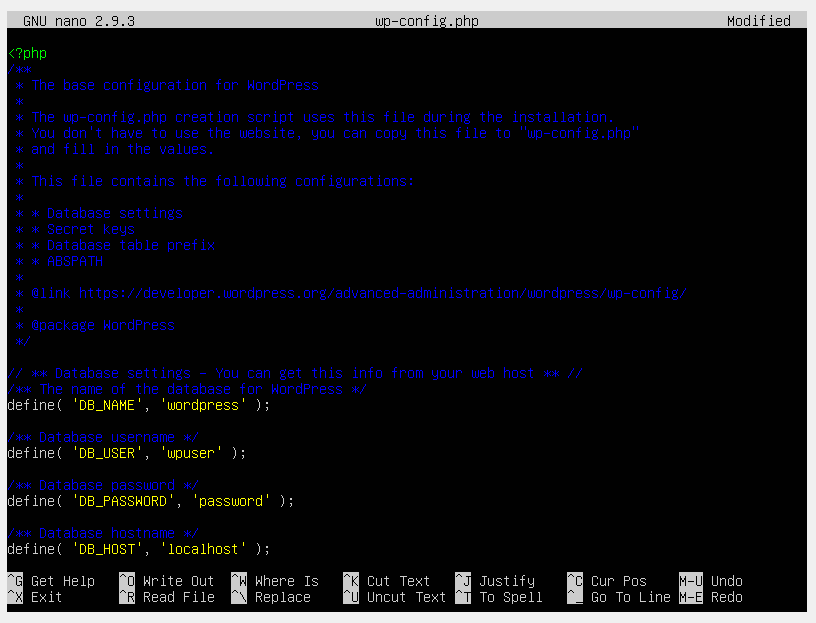 GNU nano 2.9.3 wp-config.php Modified
<?php
/**
 * The base configuration for WordPress
 *
 * The wp-config.php creation script uses this file during the installation.
 * You don't have to use the website, you can copy this file to "wp-config.php"
 * and fill in the values.
 *
 * This file contains the following configurations:
 *
 * * Database settings
 * * Secret keys
 * * Database table prefix
 * * ABSPATH
 *
 * @link https://developer.wordpress.org/advanced-administration/wordpress/wp-config/
 *
 * @package WordPress
 */
// ** Database settings - You can get this info from your web host ** //
/** The name of the database for WordPress */
define( 'DB_NAME', 'wordpress' );
/** Database username */
define( 'DB_USER', 'wpuser' );
/** Database password */
define( 'DB_PASSWORD', 'password' );
/** Database hostname */
define( 'DB_HOST', 'localhost' );
^G Get Help ^O Write Out ^W Where Is ^K Cut Text ^J Justify ^C Cur Pos M-U Undo
^X Exit ^R Read File ^\ Replace ^U Uncut Text ^T To Spell ^_ Go To Line M-E Redo